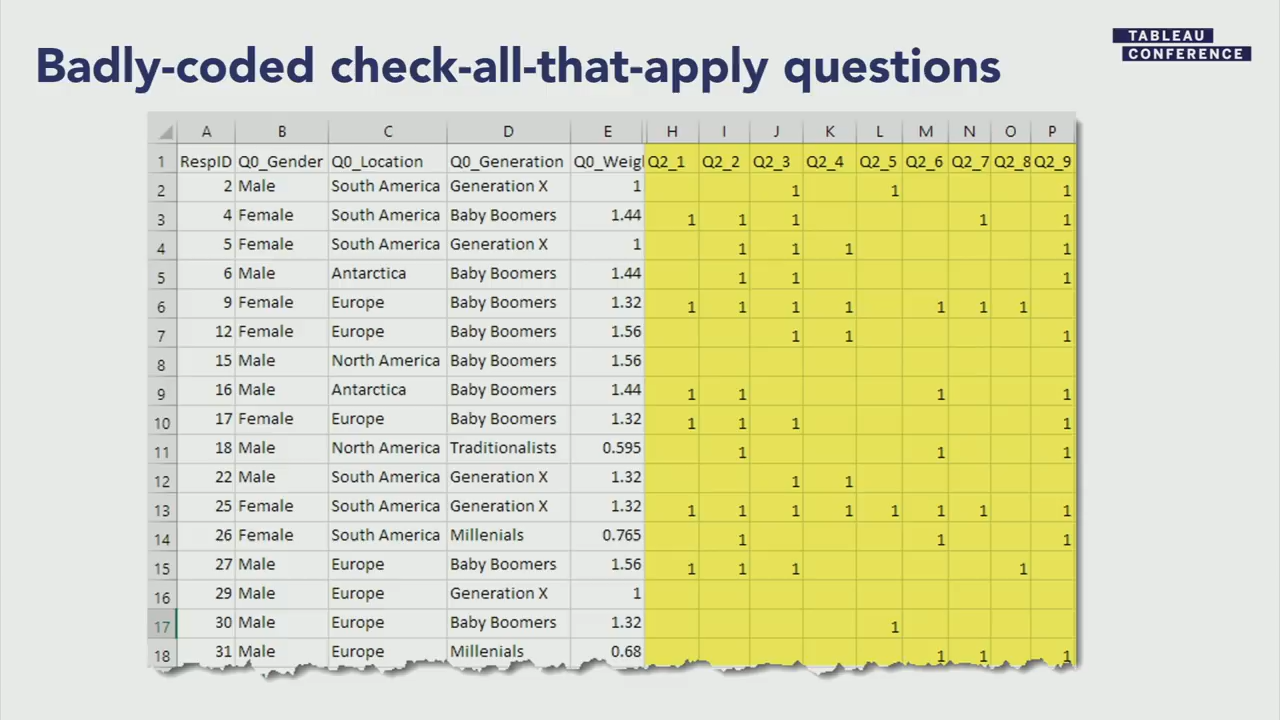 TABLEAU
CONFERENCE
Badly-coded check-all-that-apply questions
A B C D E H I J K L M N O P
1 RespID Q0_Gender Q0_Location Q0_Generation Q0_Weigl Q2_1 Q2_2 Q2_3 Q2_4 Q2_5 Q2_6 Q2_7 Q2_8 Q2_9
2 2 Male South America Generation X 1 1 1 1
3 4 Female South America Baby Boomers 1.44 1 1 1 1 1
4 5 Female South America Generation X 1 1 1 1 1
5 6 Male Antarctica Baby Boomers 1.44 1 1 1
6 9 Female Europe Baby Boomers 1.32 1 1 1 1 1 1 1
7 12 Female Europe Baby Boomers 1.56 1 1 1
8 15 Male North America Baby Boomers 1.56
9 16 Male Antarctica Baby Boomers 1.44 1 1 1 1
10 17 Female Europe Baby Boomers 1.32 1 1 1 1
11 18 Male North America Traditionalists 0.595 1 1 1
12 22 Male South America Generation X 1.32 1 1
13 25 Female South America Generation X 1.32 1 1 1 1 1 1 1 1
14 26 Female South America Millenials 0.765 1 1 1
15 27 Male Europe Baby Boomers 1.56 1 1 1 1
16 29 Male Europe Generation X 1
17 30 Male Europe Baby Boomers 1.32 1
18 31 Male Europe Millenials 0.68 1 1 1